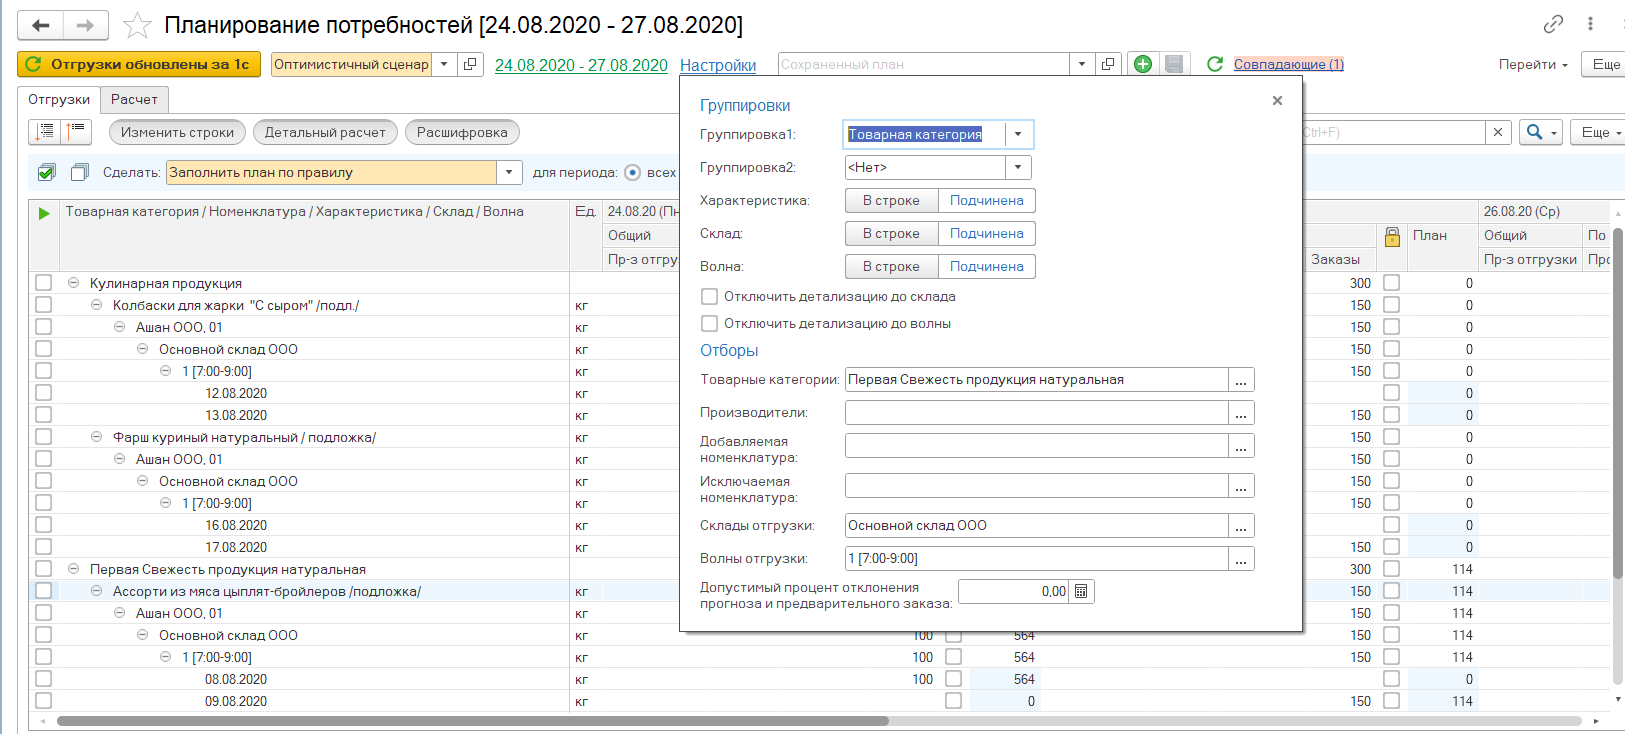 Планирование потребностей [24.08.2020 - 27.08.2020]
Отгрузки обновлены за 1с
Оптимистичный сценар
24.08.2020 - 27.08.2020
Настройки
Сохраненный план
Совпадающие (1)
Перейти
Еще
Отгрузки
Расчет
Изменить строки
Детальный расчет
Расшифровка
Ctrl+F)
Еще
Сделать:
Заполнить план по правилу
для периода:
всех
Товарная категория / Номенклатура / Характеристика / Склад / Волна
Ед.
24.08.20 (Пн
26.08.20 (Ср)
Общий
План
Общий
По
Пр-з отгруз
Заказы
Пр-з отгрузки
Прс
Кулинарная продукция 300 0
Колбаски для жарки "С сыром" /подл./ кг 150 0
Ашан ООО, 01 кг 150 0
Основной склад ООО кг 150 0
1 [7:00-9:00] кг 150 0
12.08.2020 кг 0
13.08.2020 кг 150 0
Фарш куриный натуральный / подложка/ кг 150 0
Ашан ООО, 01 кг 150 0
Основной склад ООО кг 150 0
1 [7:00-9:00] кг 150 0
16.08.2020 кг 0
17.08.2020 кг 150 0
Первая Свежесть продукция натуральная 300 114
Ассорти из мяса цыплят-бройлеров /подложка/ кг 150 114
Ашан ООО, 01 кг 150 114
Основной склад ООО кг 100 564 150 114
1 [7:00-9:00] кг 100 564 150 114
08.08.2020 кг 100 564 0
09.08.2020 кг 0 150 114
Группировки
Группировка1: Товарная категория
Группировка2: <Нет>
Характеристика: В строке Подчинена
Склад: В строке Подчинена
Волна: В строке Подчинена
Отключить детализацию до склада
Отключить детализацию до волны
Отборы
Товарные категории: Первая Свежесть продукция натуральная ...
Производители: ...
Добавляемая
номенклатура: ...
Исключаемая
номенклатура: ...
Склады отгрузки: Основной склад ООО ...
Волны отгрузки: 1 [7:00-9:00] ...
Допустимый процент отклонения
прогноза и предварительного заказа: 0,00